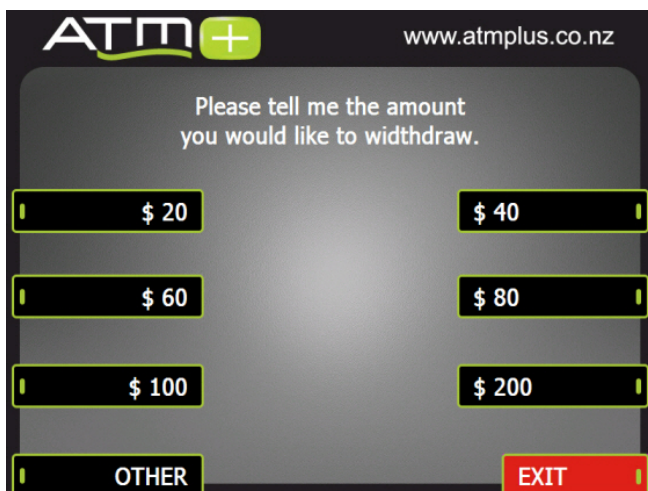 ATM+ www.atmplus.co.nz
Please tell me the amount
you would like to widthdraw.
$ 20 $ 40
$ 60 $ 80
$ 100 $ 200
OTHER EXIT